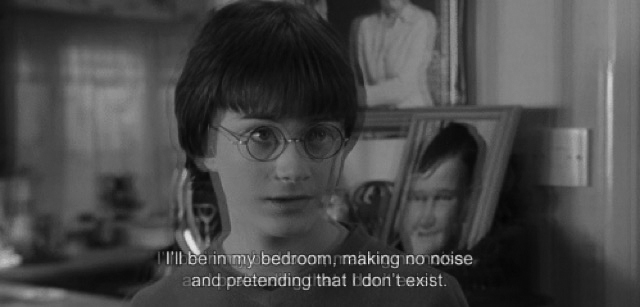 I'll be in my bedroom, making no noise
and pretending that I don't exist.